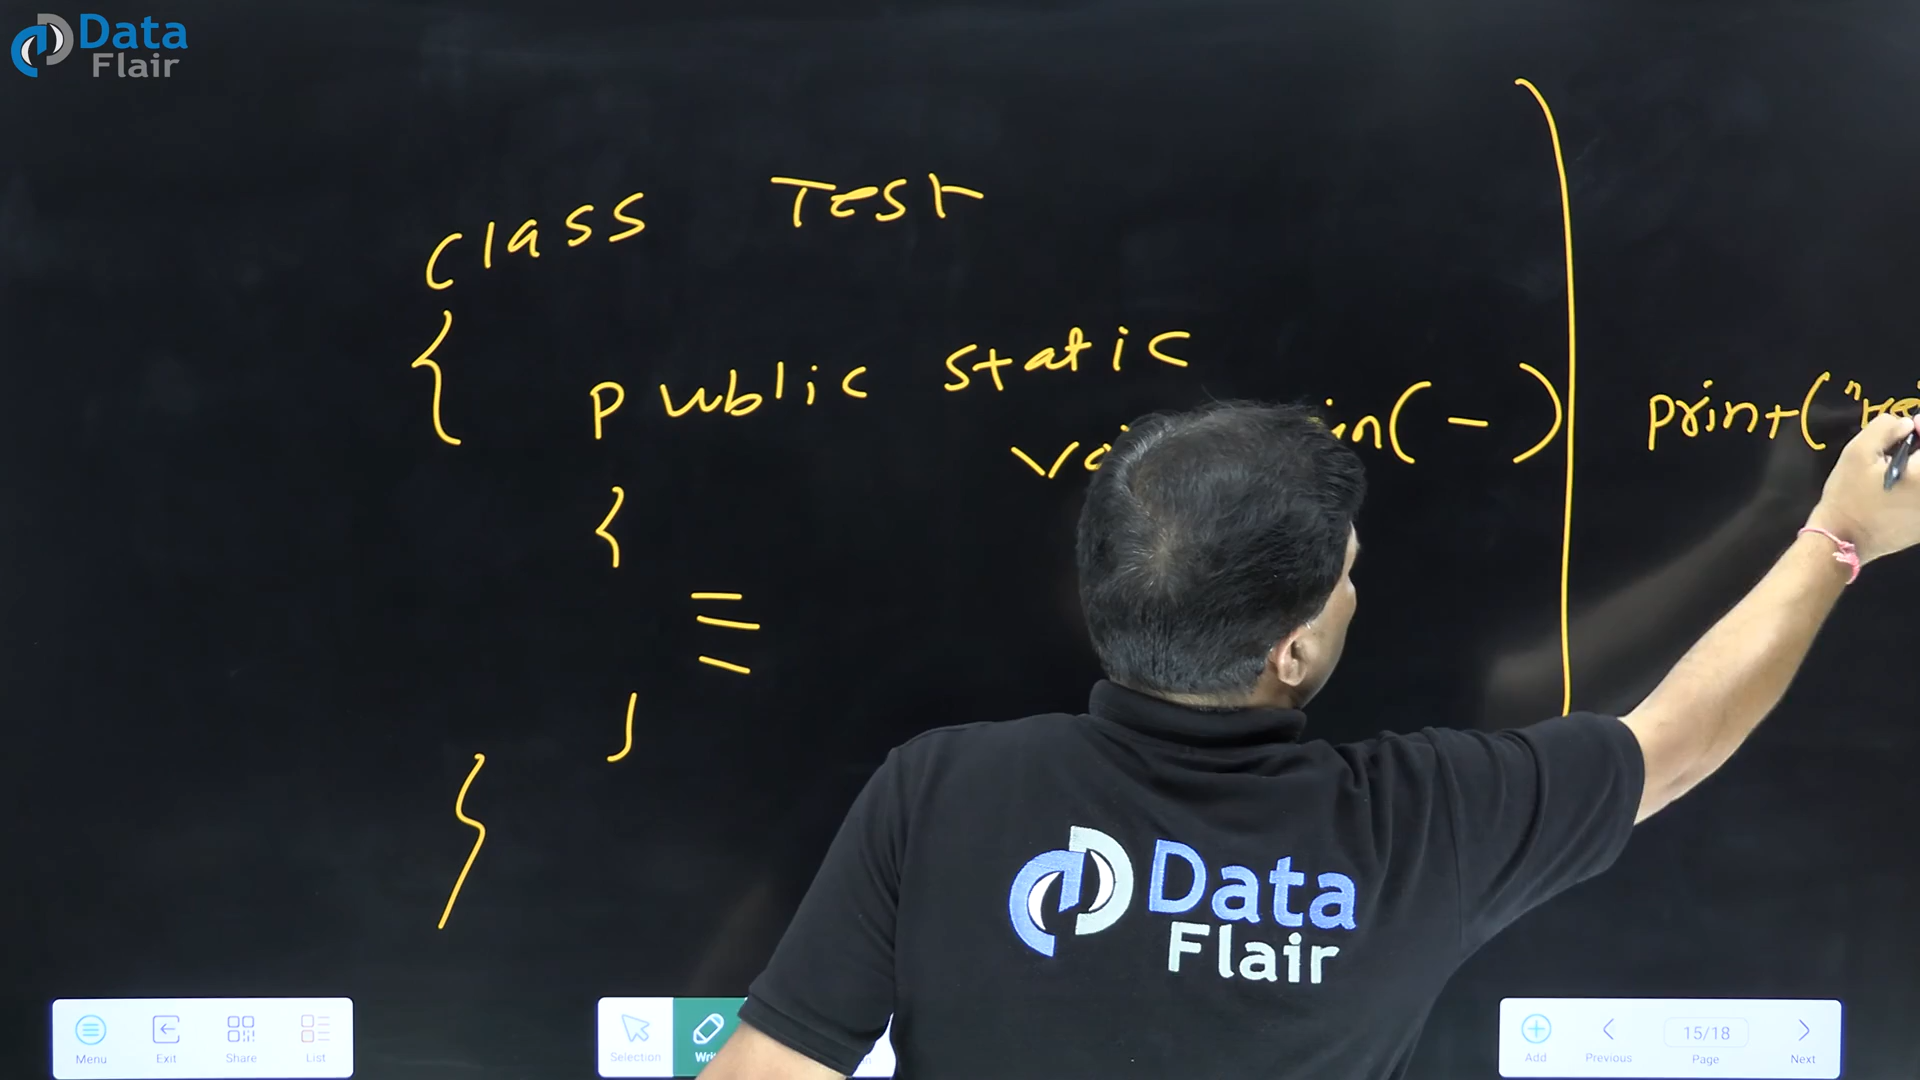 Data
Flair
class Test
{
public static
in( - )
print("
{
}
}
Data
Flair
Menu
Exit
Share
List
Selection
Add
Previous
15/18
Page
Next